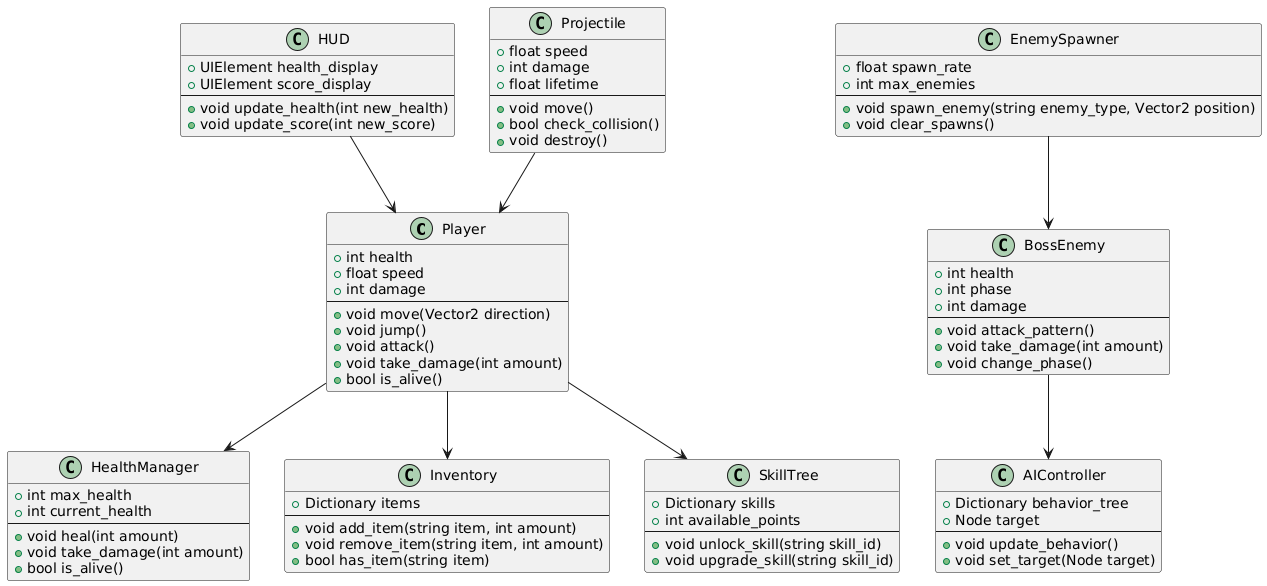 C HUD
UIElement health_display
UIElement score_display
void update_health(int new_health)
void update_score(int new_score)
C Projectile
float speed
int damage
float lifetime
void move()
bool check_collision()
void destroy()
C EnemySpawner
float spawn_rate
int max_enemies
void spawn_enemy(string enemy_type, Vector2 position)
void clear_spawns()
C Player
int health
float speed
int damage
void move(Vector2 direction)
void jump()
void attack()
void take_damage(int amount)
bool is_alive()
C BossEnemy
int health
int phase
int damage
void attack_pattern()
void take_damage(int amount)
void change_phase()
C HealthManager
int max_health
int current_health
void heal(int amount)
void take_damage(int amount)
bool is_alive()
C Inventory
Dictionary items
void add_item(string item, int amount)
void remove_item(string item, int amount)
bool has_item(string item)
C SkillTree
Dictionary skills
int available_points
void unlock_skill(string skill_id)
void upgrade_skill(string skill_id)
C AIController
Dictionary behavior_tree
Node target
void update_behavior()
void set_target(Node target)